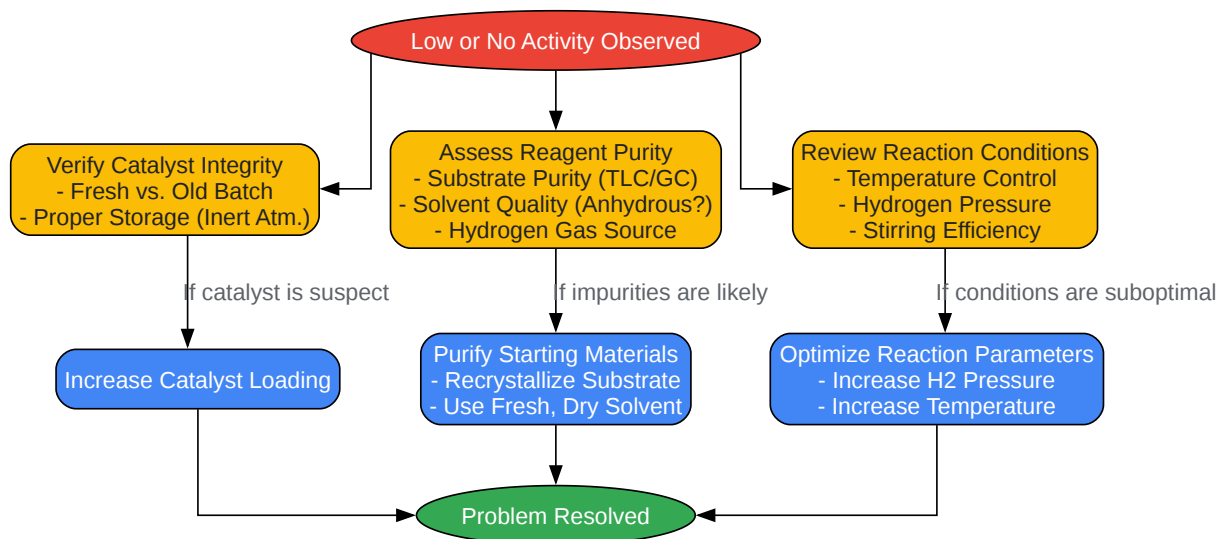 Low or No Activity Observed
Verify Catalyst Integrity
- Fresh vs. Old Batch
- Proper Storage (Inert Atm.)
Assess Reagent Purity
- Substrate Purity (TLC/GC)
- Solvent Quality (Anhydrous?)
- Hydrogen Gas Source
Review Reaction Conditions
- Temperature Control
- Hydrogen Pressure
- Stirring Efficiency
If catalyst is suspect
If impurities are likely
If conditions are suboptimal
Increase Catalyst Loading
Purify Starting Materials
- Recrystallize Substrate
- Use Fresh, Dry Solvent
Optimize Reaction Parameters
- Increase H2 Pressure
- Increase Temperature
Problem Resolved